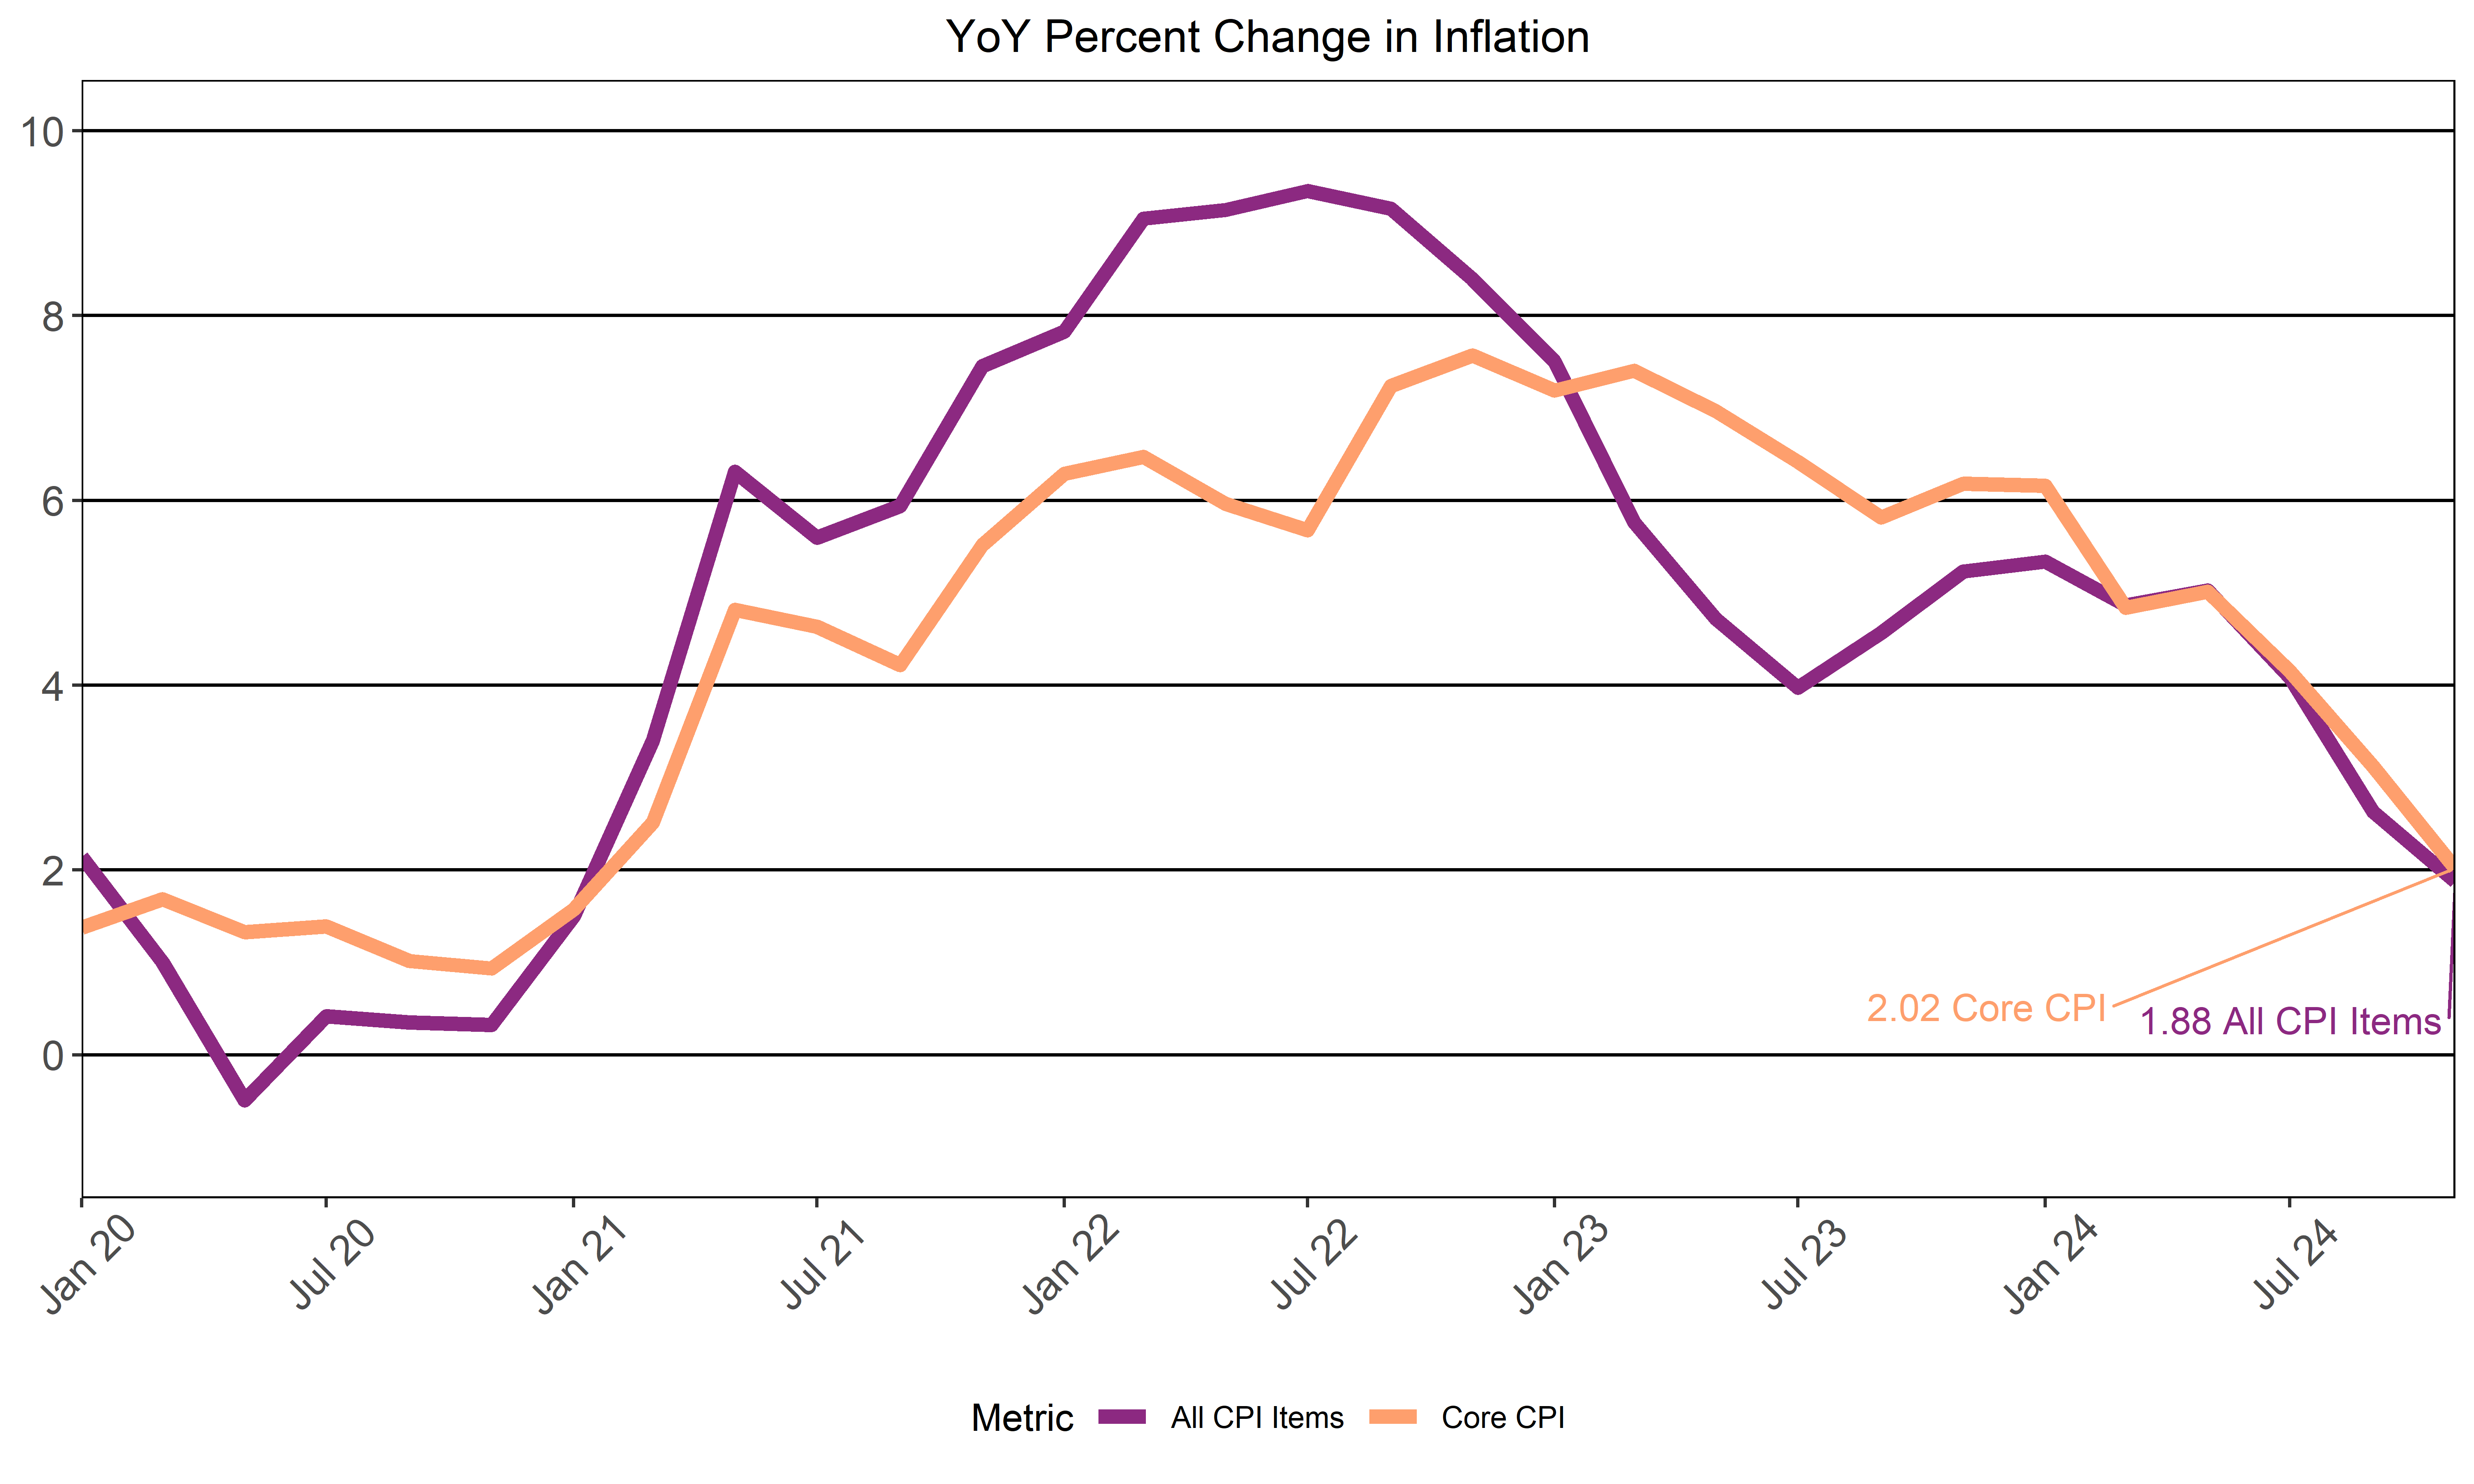 YoY Percent Change in Inflation
10
8
6
4
2
0
2.02 Core CPI
1.88 All CPI Items
Jan 20
Jul 20
Jan 21
Jul 21
Jan 22
Jul 22
Jan 23
Jul 23
Jan 24
Jul 24
Metric All CPI Items Core CPI